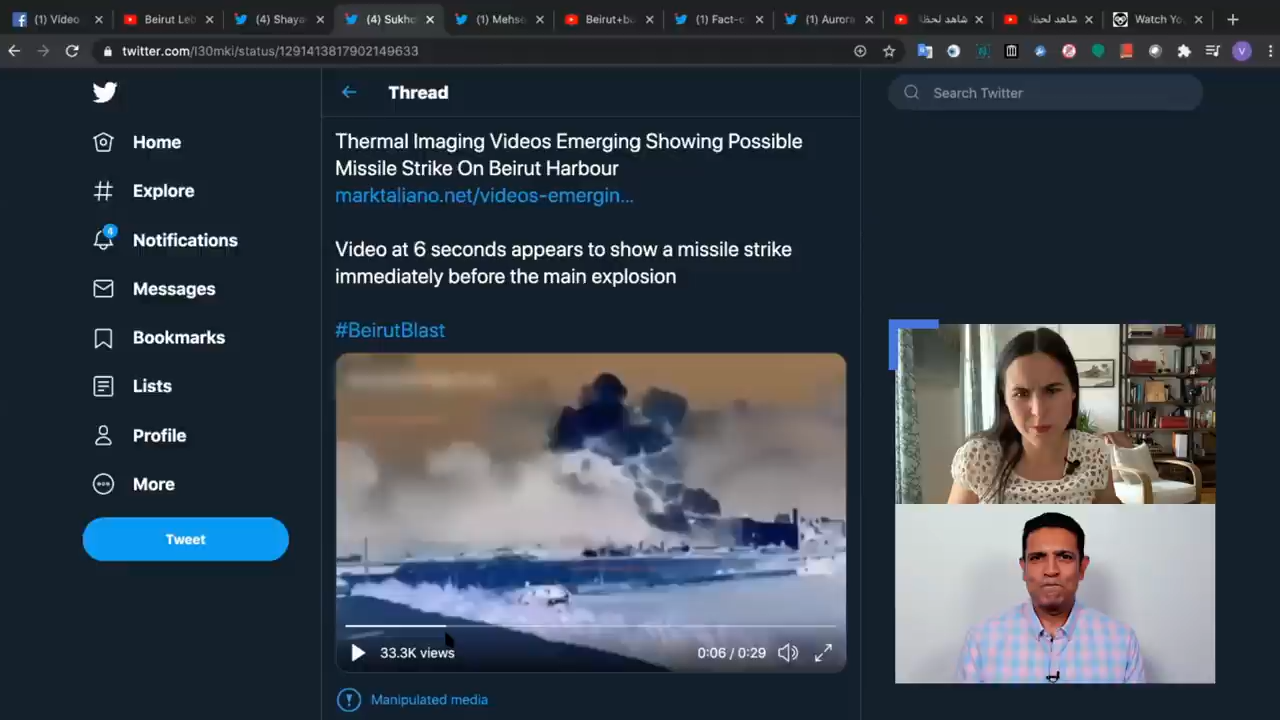 (1) Video
Beirut Leb
(4) Shaya
(4) Sukho
(1) Mehse
Beirut+b
(1) Fact-c
(1) Aurora
شاهد لحظة
شاهد لحظة
Watch Yo
twitter.com/I30mki/status/1291413817902149633
V
Thread
Search Twitter
Home
Explore
4
Notifications
Messages
Bookmarks
Lists
Profile
More
Tweet
Thermal Imaging Videos Emerging Showing Possible
Missile Strike On Beirut Harbour
marktaliano.net/videos-emergin...
Video at 6 seconds appears to show a missile strike
immediately before the main explosion
#BeirutBlast
33.3K views
0:06 / 0:29
Manipulated media